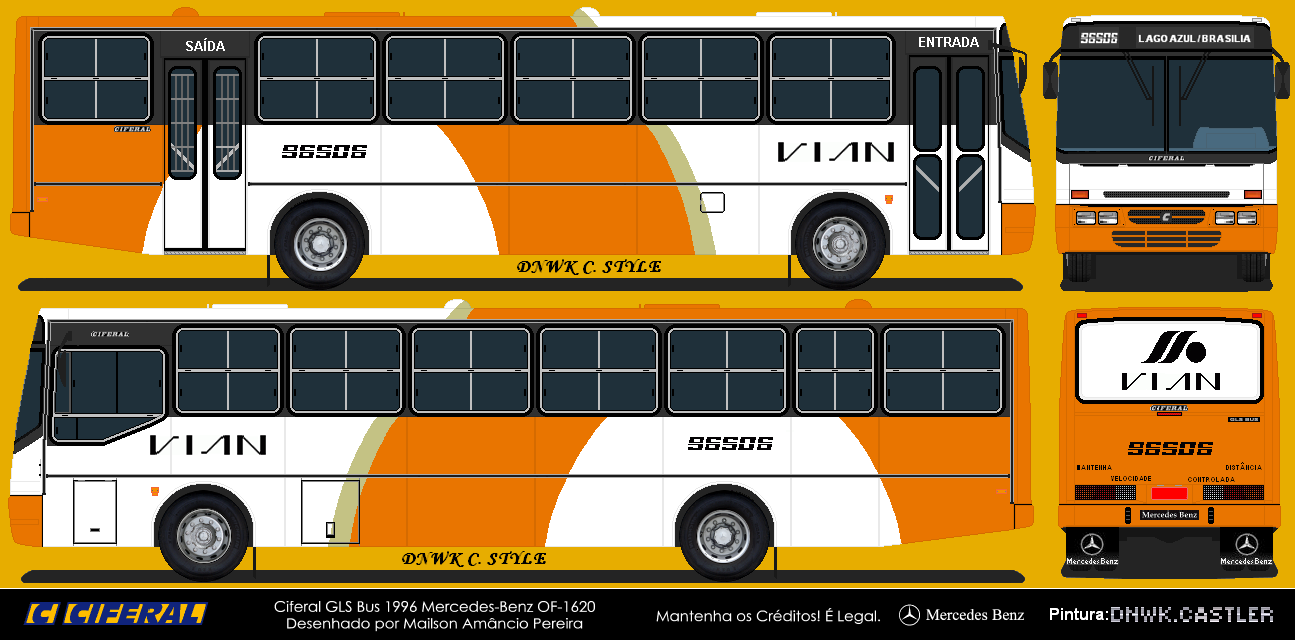 SAÍDA
ENTRADA
CIFERAL
96506
VIAN
DNWK C. STYLE
96506 LAGO AZUL/BRASILIA
CIFERAL
C
CIFERAL
VIAN
96506
DNWK C. STYLE
VIAN
CIFERAL
GLS BUS
96506
MANTENHA DISTÂNCIA
VELOCIDADE CONTROLADA
Mercedes Benz
Mercedes Benz Mercedes Benz
C CIFERAL
Ciferal GLS Bus 1996 Mercedes-Benz OF-1620
Desenhado por Mailson Amâncio Pereira
Mantenha os Créditos! É Legal.
Mercedes Benz
Pintura:DNWK.CASTLER